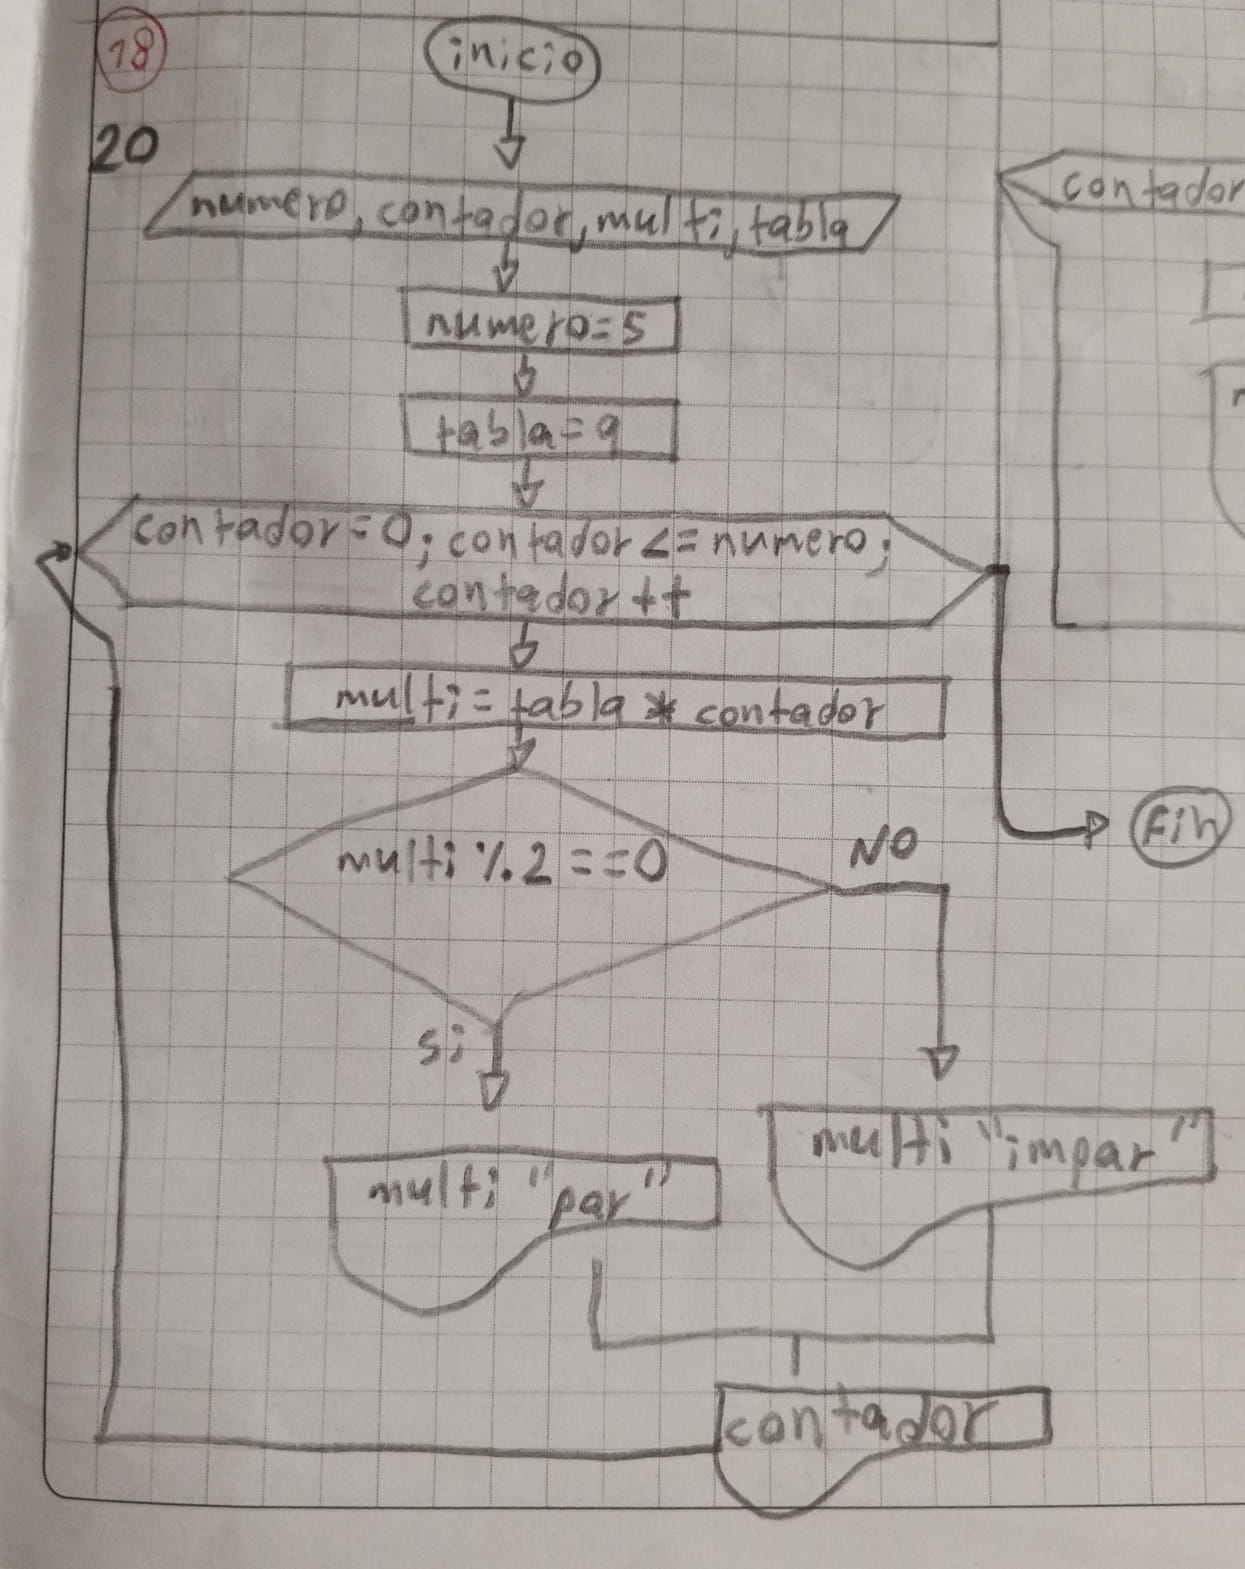 18
inicio
20
numero, contador, multi, tabla
contador
numero=5
tabla=9
contador=0; contador <= numero;
contador ++
multi = tabla * contador
Fin
multi % 2 == 0
NO
si
multi "impar"
multi "par"
contador